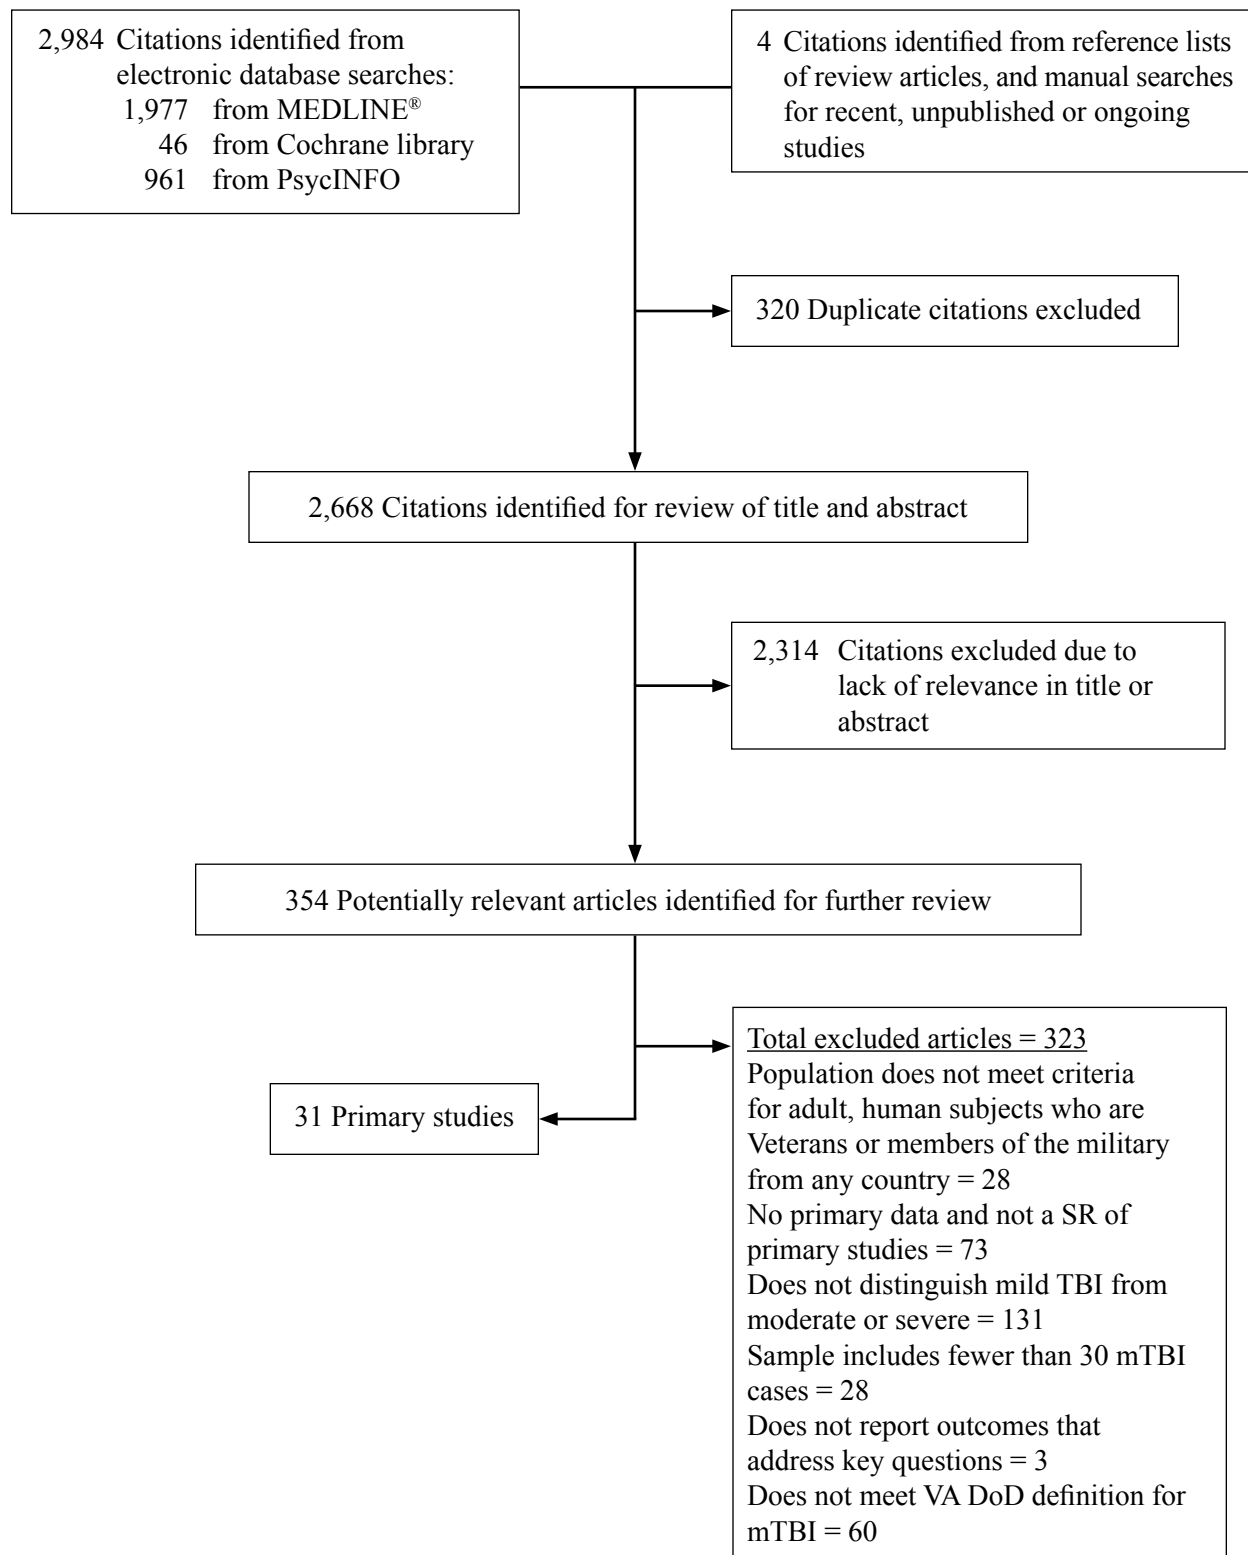 2,984 Citations identified from
electronic database searches:
1,977 from MEDLINE®
46 from Cochrane library
961 from PsycINFO
4 Citations identified from reference lists
of review articles, and manual searches
for recent, unpublished or ongoing
studies
320 Duplicate citations excluded
2,668 Citations identified for review of title and abstract
2,314 Citations excluded due to
lack of relevance in title or
abstract
354 Potentially relevant articles identified for further review
31 Primary studies
Total excluded articles = 323
Population does not meet criteria
for adult, human subjects who are
Veterans or members of the military
from any country = 28
No primary data and not a SR of
primary studies = 73
Does not distinguish mild TBI from
moderate or severe = 131
Sample includes fewer than 30 mTBI
cases = 28
Does not report outcomes that
address key questions = 3
Does not meet VA DoD definition for
mTBI = 60